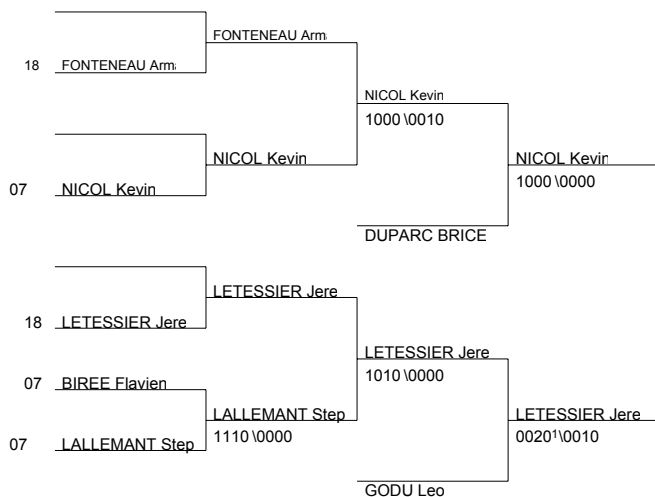 FONTENEAU Arma
18 FONTENEAU Arma
NICOL Kevin
1000\0010
NICOL Kevin
NICOL Kevin
1000\0000
07 NICOL Kevin
DUPARC BRICE
LETESSIER Jere
18 LETESSIER Jere
LETESSIER Jere
1010\0000
07 BIREE Flavien
LALLEMANT Step
1110\0000
LETESSIER Jere
0020¹\0010
07 LALLEMANT Step
GODU Leo